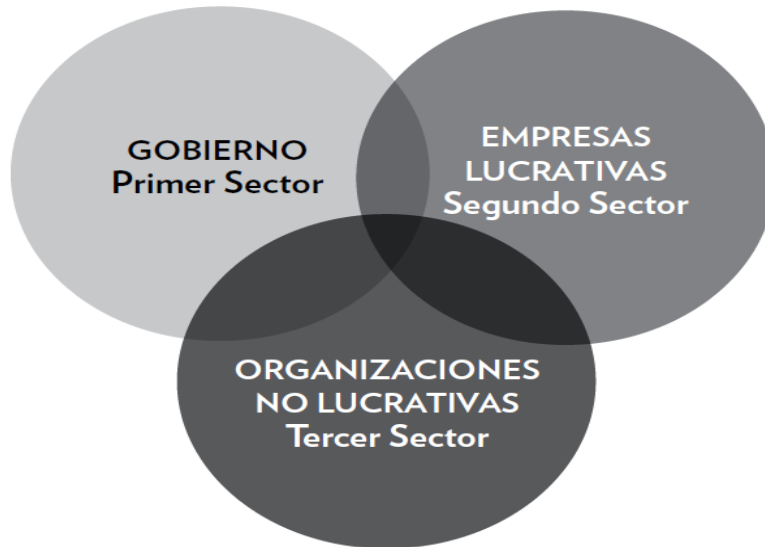 GOBIERNO
Primer Sector
EMPRESAS
LUCRATIVAS
Segundo Sector
ORGANIZACIONES
NO LUCRATIVAS
Tercer Sector